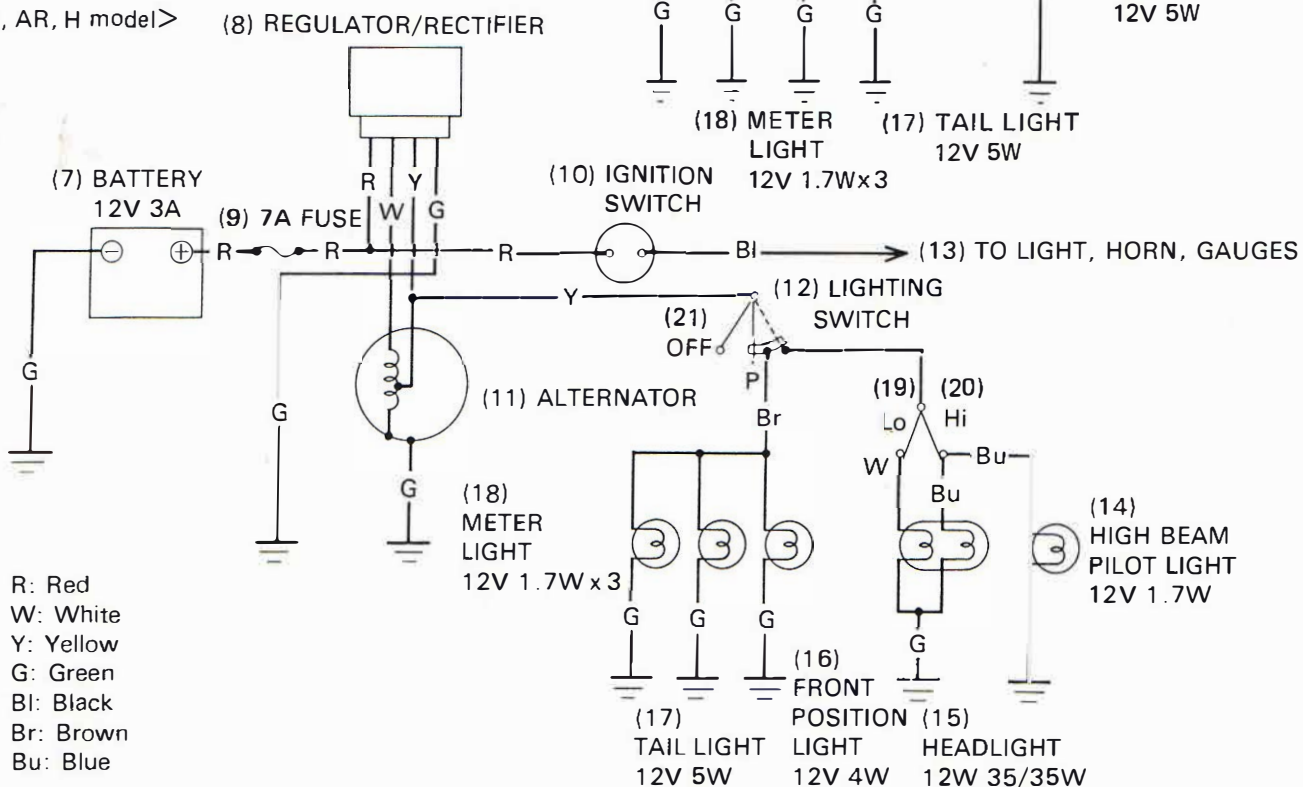 , AR, H model>
(8) REGULATOR/RECTIFIER
G G G G
12V 5W
(18) METER
LIGHT
12V 1.7Wx3
(17) TAIL LIGHT
12V 5W
(7) BATTERY
12V 3A
(9) 7A FUSE
R Y
W G
(10) IGNITION
SWITCH
R R R Bl
(13) TO LIGHT, HORN, GAUGES
Y
(12) LIGHTING
SWITCH
(21)
OFF
P
G
G
(11) ALTERNATOR
Br
(19) (20)
Lo Hi
W Bu
Bu
G
(18)
METER
LIGHT
12V 1.7W x 3
(14)
HIGH BEAM
PILOT LIGHT
12V 1.7W
G G G
G
R: Red
W: White
Y: Yellow
G: Green
Bl: Black
Br: Brown
Bu: Blue
(17)
TAIL LIGHT
12V 5W
(16)
FRONT
POSITION
LIGHT
12V 4W
(15)
HEADLIGHT
12W 35/35W